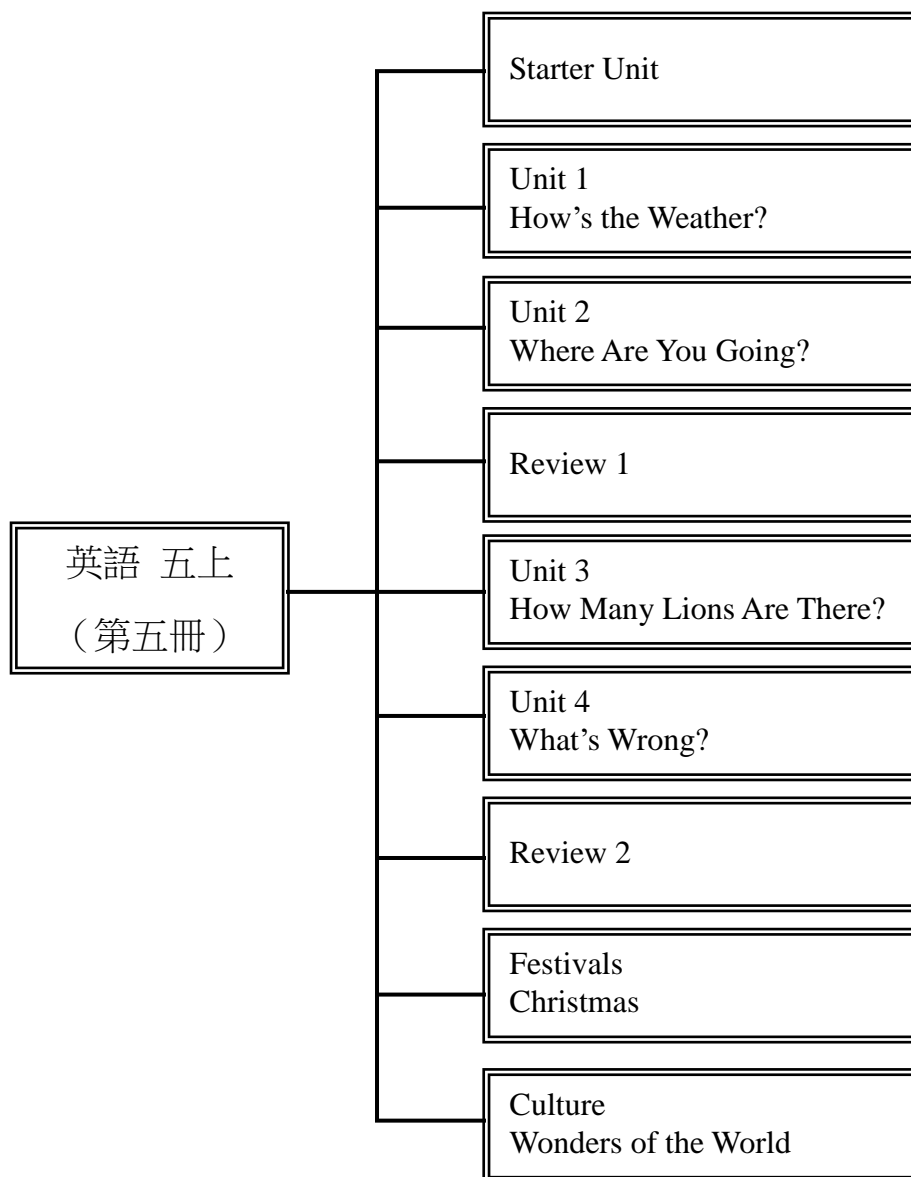 Starter Unit
Unit 1
How’s the Weather?
Unit 2
Where Are You Going?
Review 1
英語 五上
（第五冊）
Unit 3
How Many Lions Are There?
Unit 4
What’s Wrong?
Review 2
Festivals
Christmas
Culture
Wonders of the World